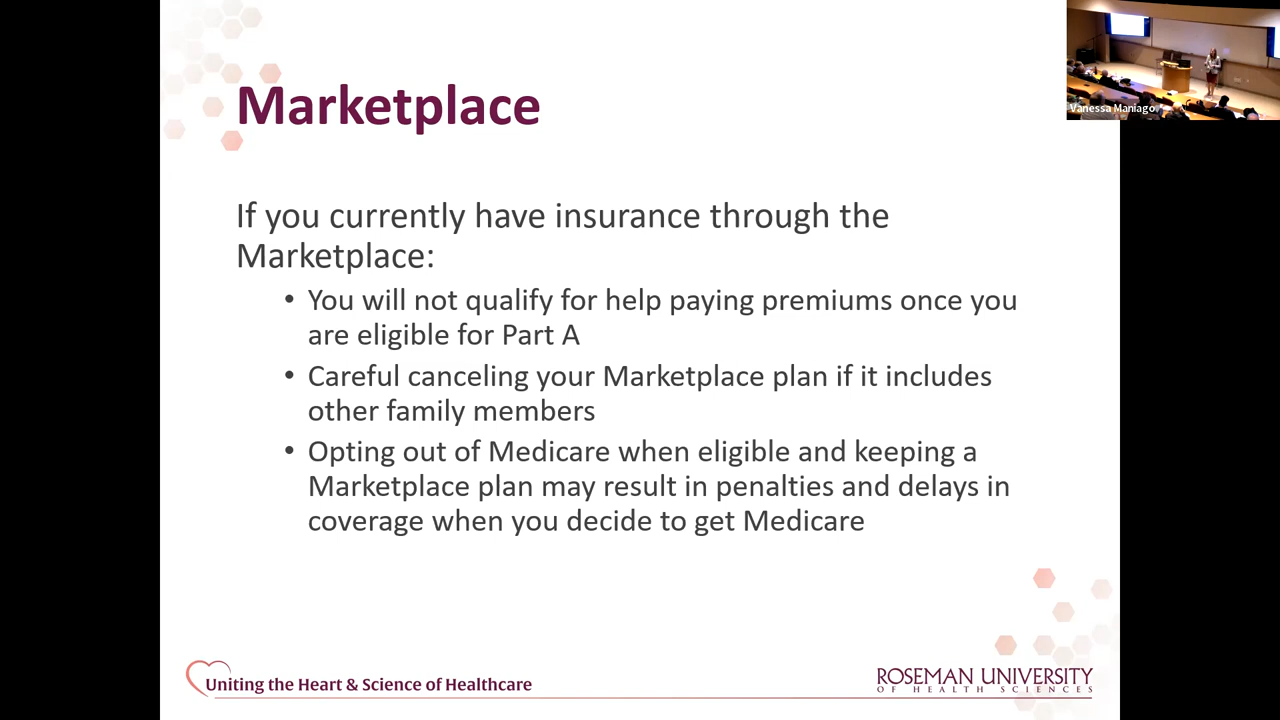 Marketplace
Vanessa Maniago
If you currently have insurance through the
Marketplace:
• You will not qualify for help paying premiums once you
are eligible for Part A
• Careful canceling your Marketplace plan if it includes
other family members
• Opting out of Medicare when eligible and keeping a
Marketplace plan may result in penalties and delays in
coverage when you decide to get Medicare
Uniting the Heart & Science of Healthcare
ROSEMAN UNIVERSITY
OF HEALTH SCIENCES